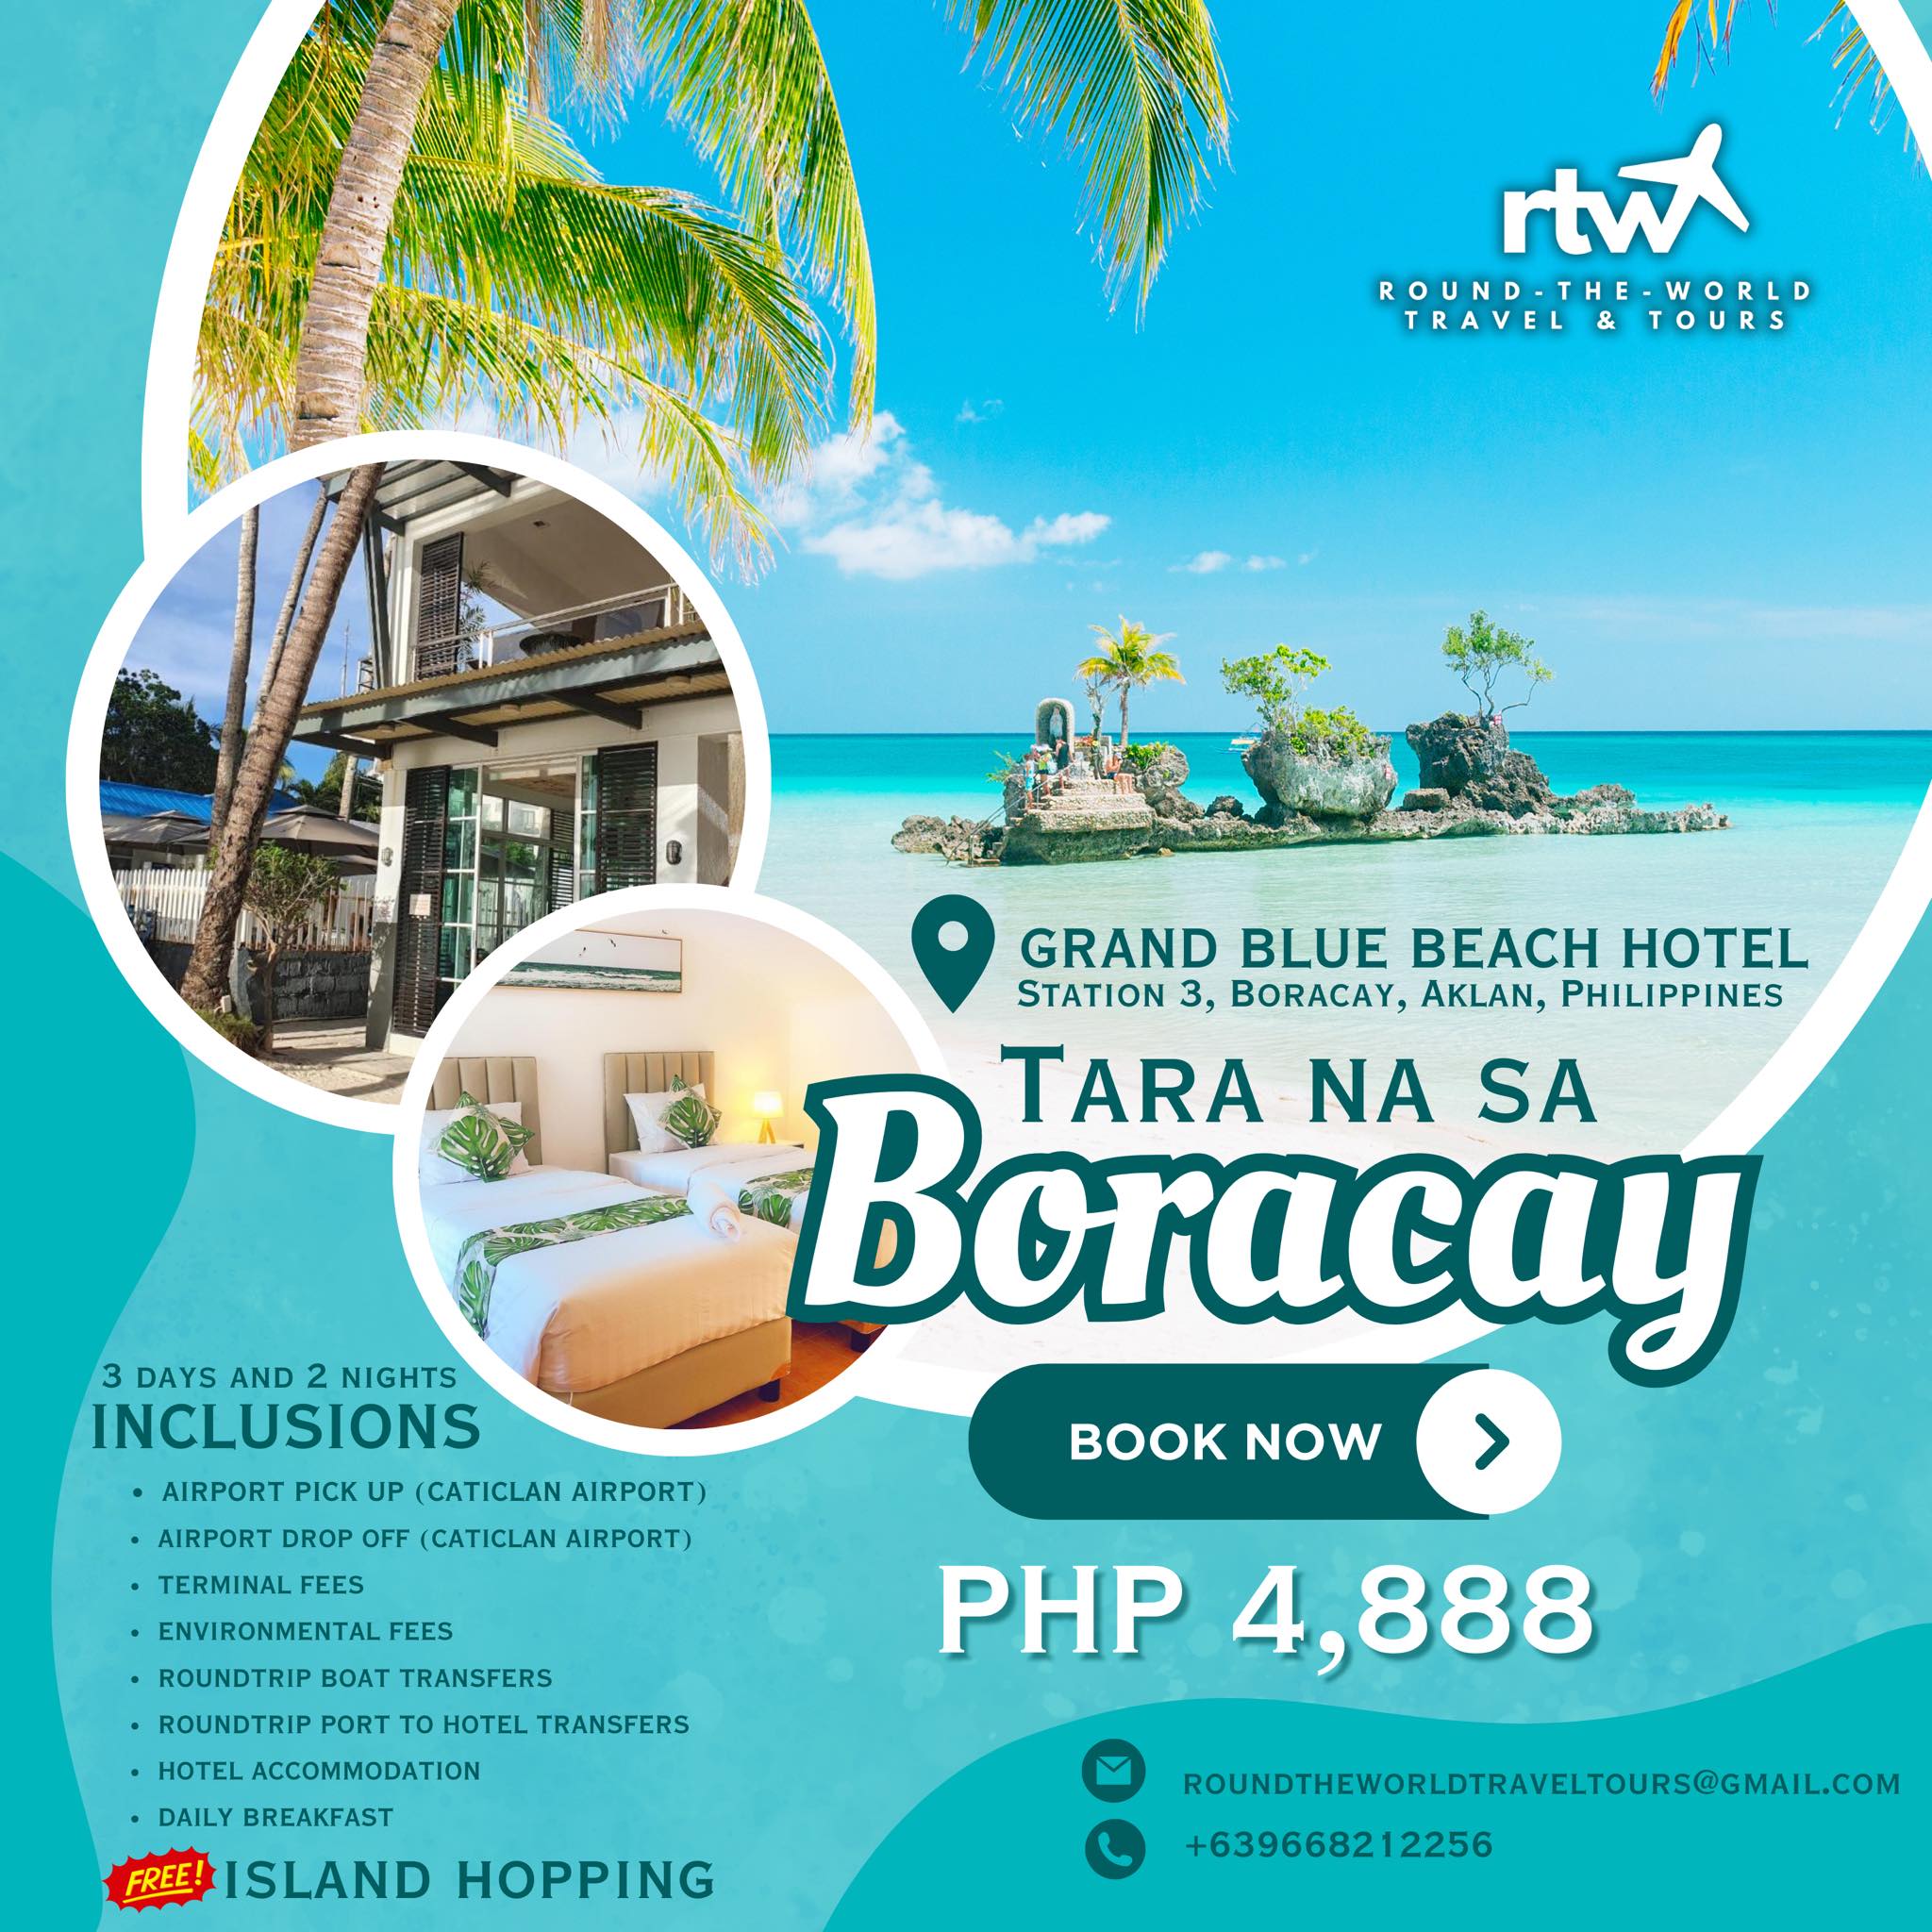 rtw
ROUND-THE-WORLD
TRAVEL & TOURS
GRAND BLUE BEACH HOTEL
STATION 3, BORACAY, AKLAN, PHILIPPINES
TARA NA SA
Boracay
BOOK NOW
PHP 4,888
3 DAYS AND 2 NIGHTS
INCLUSIONS
• AIRPORT PICK UP (CATICLAN AIRPORT)
• AIRPORT DROP OFF (CATICLAN AIRPORT)
• TERMINAL FEES
• ENVIRONMENTAL FEES
• ROUNDTRIP BOAT TRANSFERS
• ROUNDTRIP PORT TO HOTEL TRANSFERS
• HOTEL ACCOMMODATION
• DAILY BREAKFAST
FREE! ISLAND HOPPING
ROUNDTHEWORLDTRAVELTOURS@GMAIL.COM
+639668212256